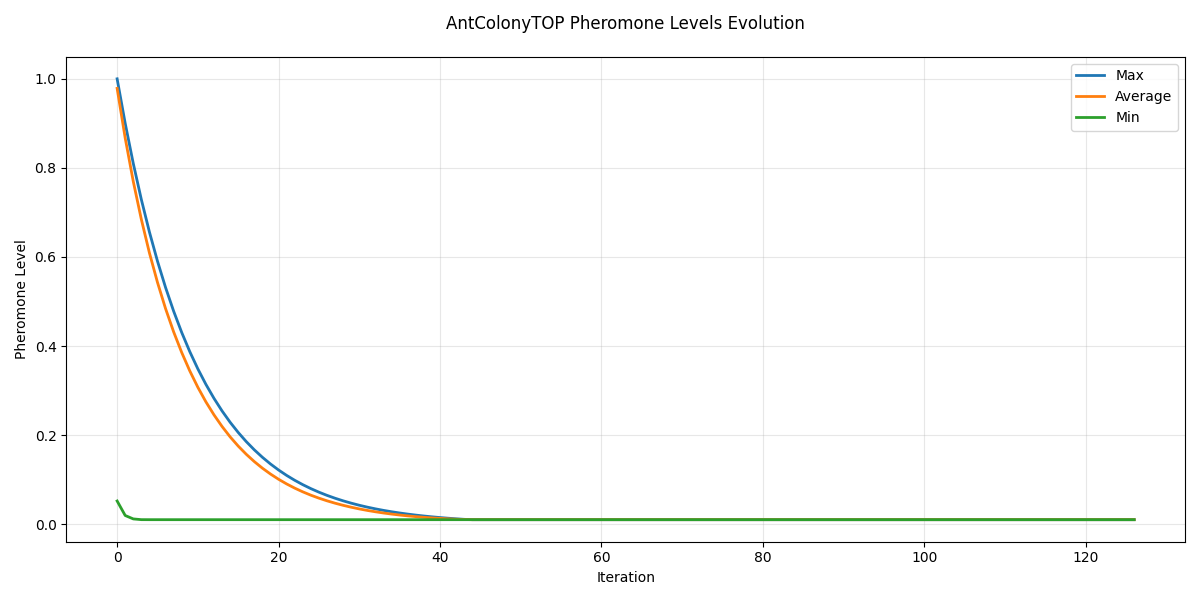 AntColonyTOP Pheromone Levels Evolution
Max
Average
Min
Pheromone Level
1.0
0.8
0.6
0.4
0.2
0.0
0 20 40 60 80 100 120
Iteration